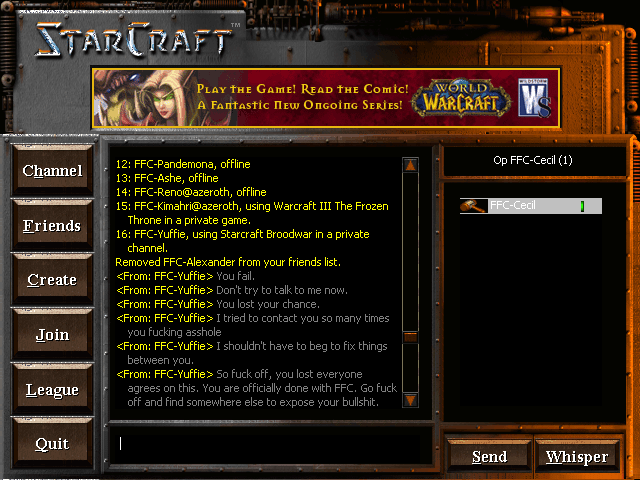 STARCRAFT™
PLAY THE GAME! READ THE COMIC!
A FANTASTIC NEW ONGOING SERIES!
WORLD
OF
WARCRAFT
WILDSTORM
WS
Channel
Friends
Create
Join
League
Quit
12: FFC-Pandemona, offline
13: FFC-Ashe, offline
14: FFC-Reno@azeroth, offline
15: FFC-Kimahri@azeroth, using Warcraft III The Frozen
Throne in a private game.
16: FFC-Yuffie, using Starcraft Broodwar in a private
channel.
Removed FFC-Alexander from your friends list.
<From: FFC-Yuffie> You fail.
<From: FFC-Yuffie> Don't try to talk to me now.
<From: FFC-Yuffie> You lost your chance.
<From: FFC-Yuffie> I tried to contact you so many times
you fucking asshole
<From: FFC-Yuffie> I shouldn't have to beg to fix things
between you.
<From: FFC-Yuffie> So fuck off, you lost everyone
agrees on this. You are officially done with FFC. Go fuck
off and find somewhere else to expose your bullshit.
Op FFC-Cecil (1)
FFC-Cecil
Send
Whisper